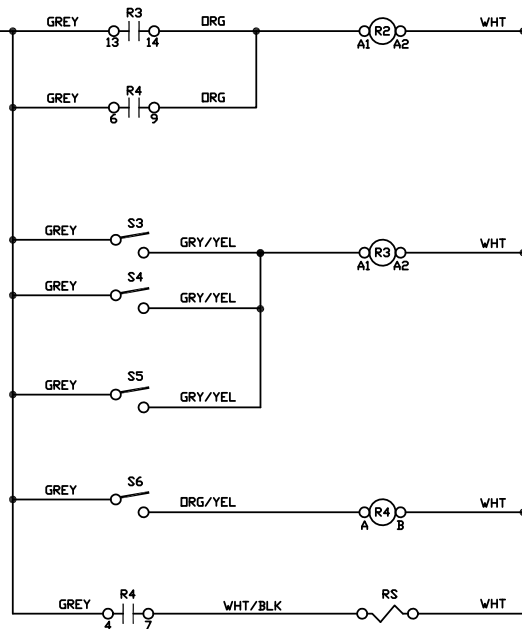 GREY R3 ORG R2 WHT
13 14 A1 A2
GREY R4 ORG
6 9
GREY S3 GRY/YEL R3 WHT
A1 A2
GREY S4 GRY/YEL
GREY S5 GRY/YEL
GREY S6 ORG/YEL R4 WHT
A B
GREY R4 WHT/BLK RS WHT
4 7